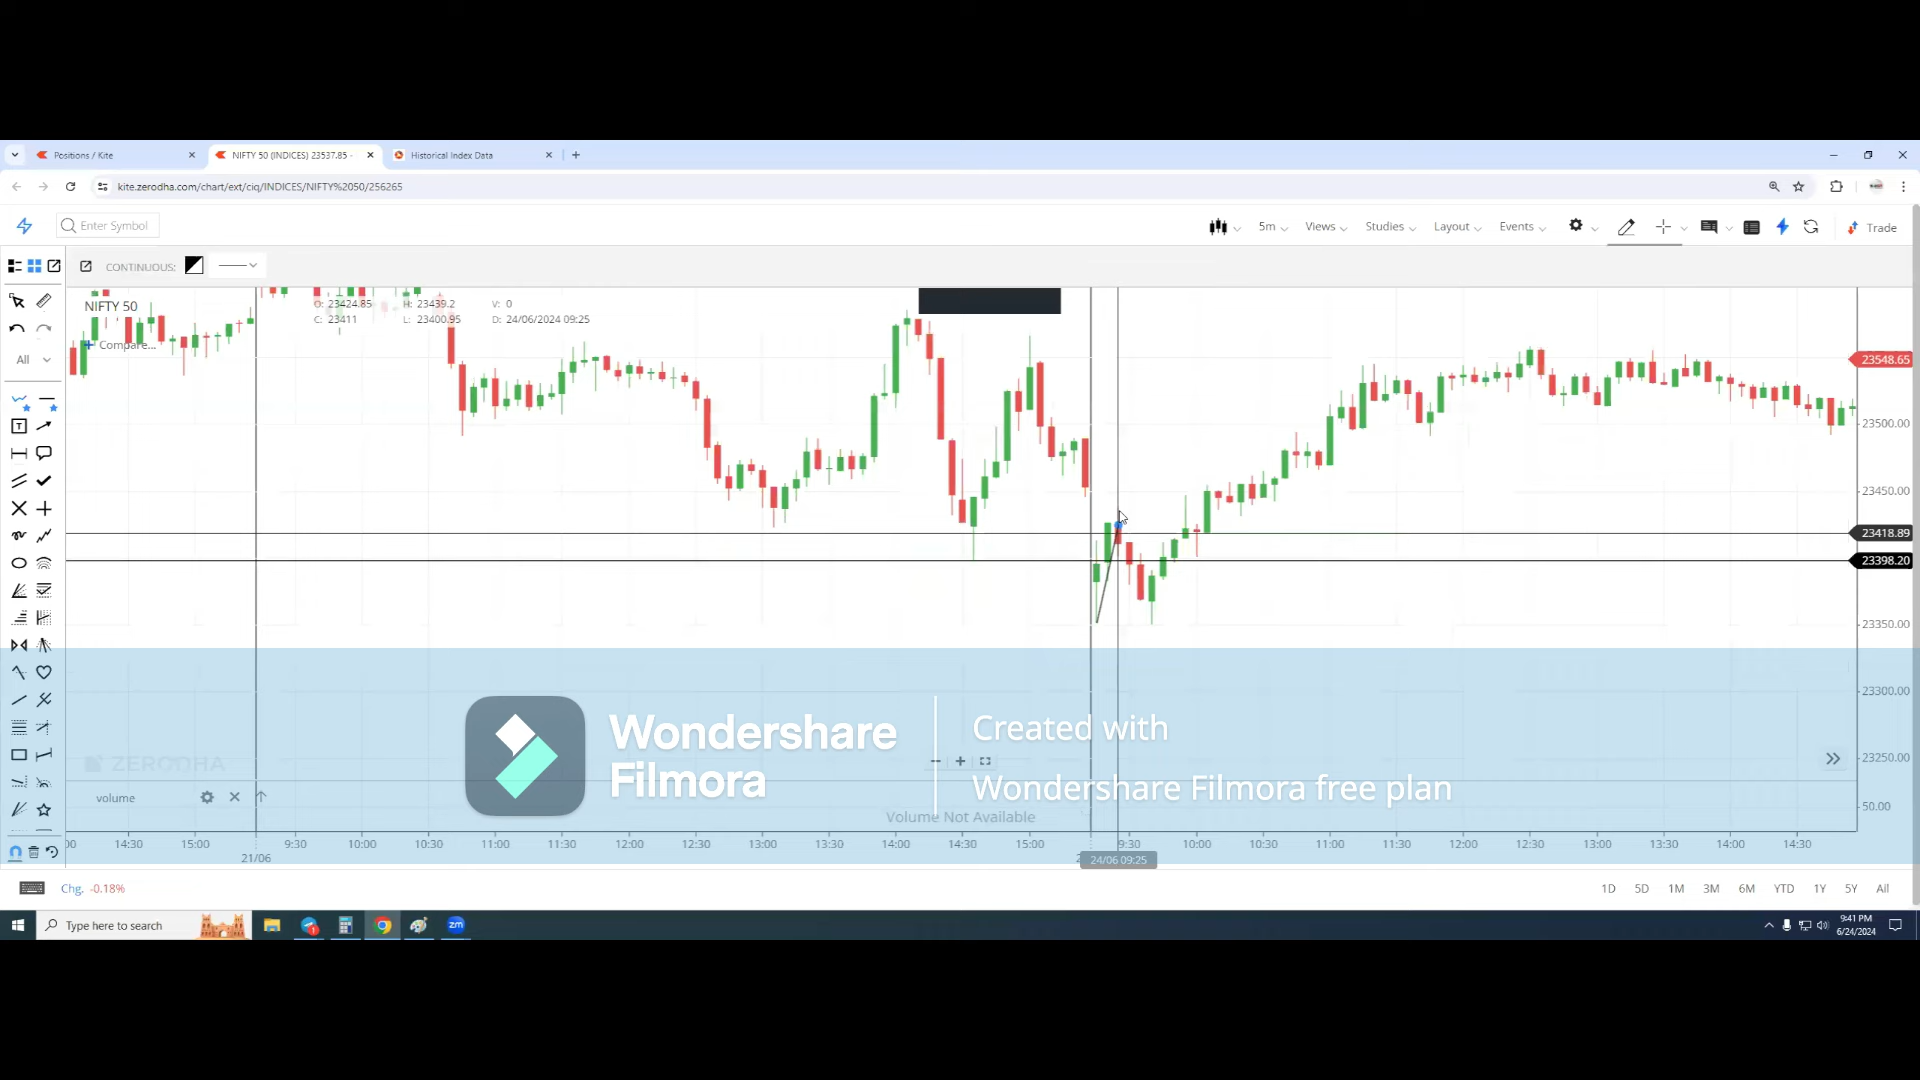 Positions / Kite
NIFTY 50 (INDICES) 23537.85 -
Historical Index Data
kite.zerodha.com/chart/ext/ciq/INDICES/NIFTY%2050/256265
Enter Symbol
5m
Views
Studies
Layout
Events
Trade
CONTINUOUS:
NIFTY 50
O: 23424.85 H: 23439.2 V: 0
C: 23411 L: 23400.95 D: 24/06/2024 09:25
Compare...
All
23548.65
23500.00
23450.00
23418.89
23398.20
23350.00
23300.00
23250.00
50.00
ZERODHA
Wondershare
Filmora
Created with
Wondershare Filmora free plan
volume
Volume Not Available
14:30 15:00 9:30 10:00 10:30 11:00 11:30 12:00 12:30 13:00 13:30 14:00 14:30 15:00 9:30 10:00 10:30 11:00 11:30 12:00 12:30 13:00 13:30 14:00 14:30
21/06
24/06 09:25
Chg. -0.18%
1D 5D 1M 3M 6M YTD 1Y 5Y All
Type here to search
zm
9:41 PM
6/24/2024